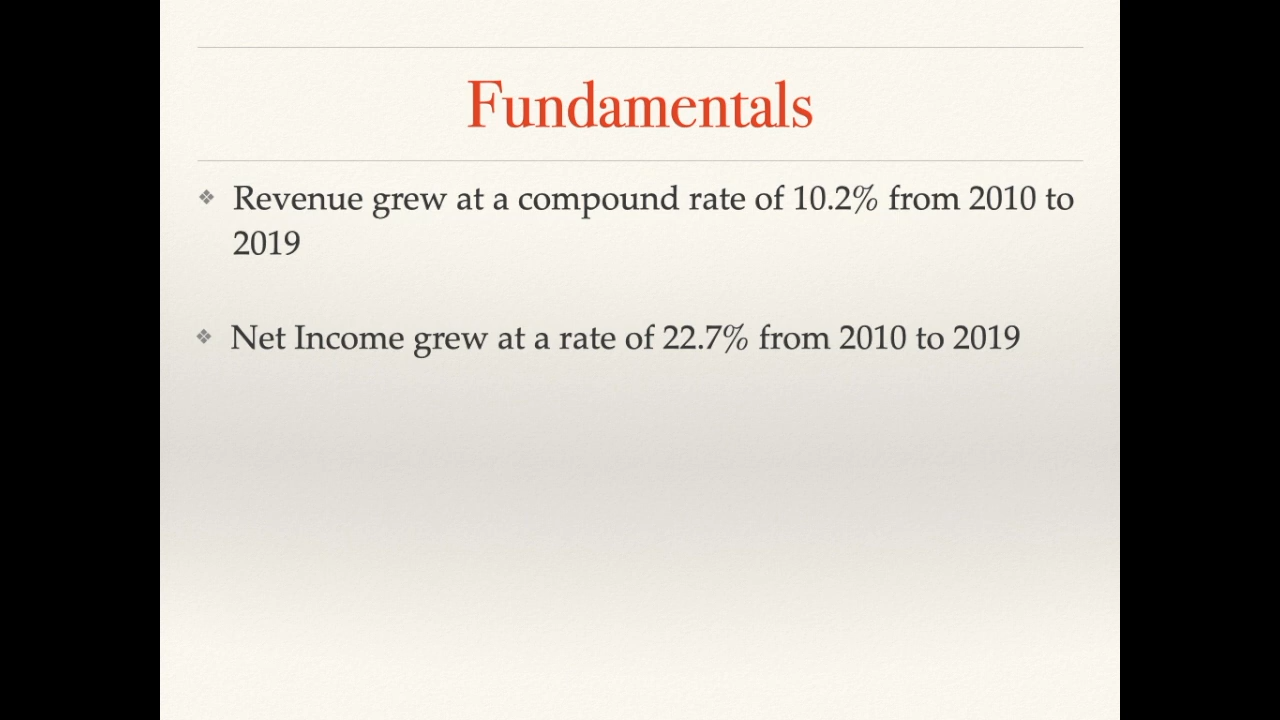 Fundamentals
❖ Revenue grew at a compound rate of 10.2% from 2010 to
2019
❖ Net Income grew at a rate of 22.7% from 2010 to 2019